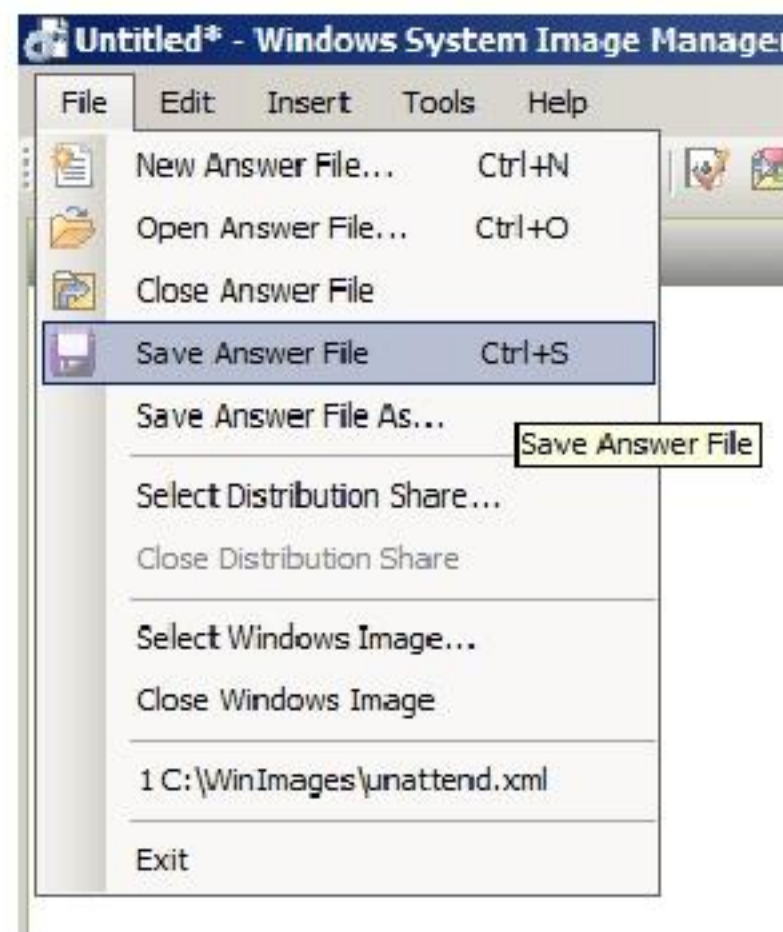 Untitled* - Windows System Image Manager
File Edit Insert Tools Help
New Answer File... Ctrl+N
Open Answer File... Ctrl+O
Close Answer File
Save Answer File Ctrl+S
Save Answer File As...
Save Answer File
Select Distribution Share...
Close Distribution Share
Select Windows Image...
Close Windows Image
1 C:\WinImages\unattend.xml
Exit